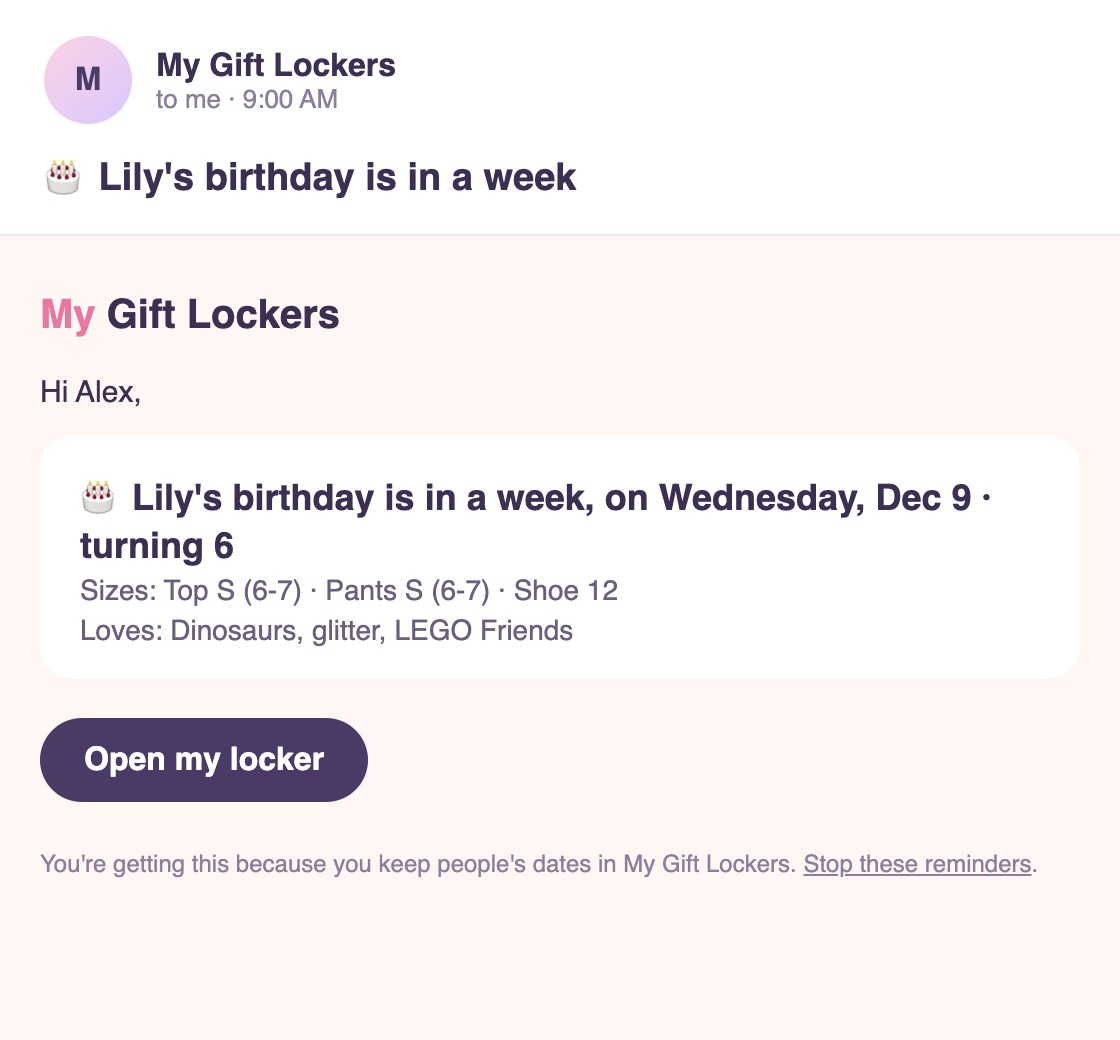 M
My Gift Lockers
to me · 9:00 AM
🎂 Lily's birthday is in a week
My Gift Lockers
Hi Alex,
🎂 Lily's birthday is in a week, on Wednesday, Dec 9 ·
turning 6
Sizes: Top S (6-7) · Pants S (6-7) · Shoe 12
Loves: Dinosaurs, glitter, LEGO Friends
Open my locker
You're getting this because you keep people's dates in My Gift Lockers. Stop these reminders.